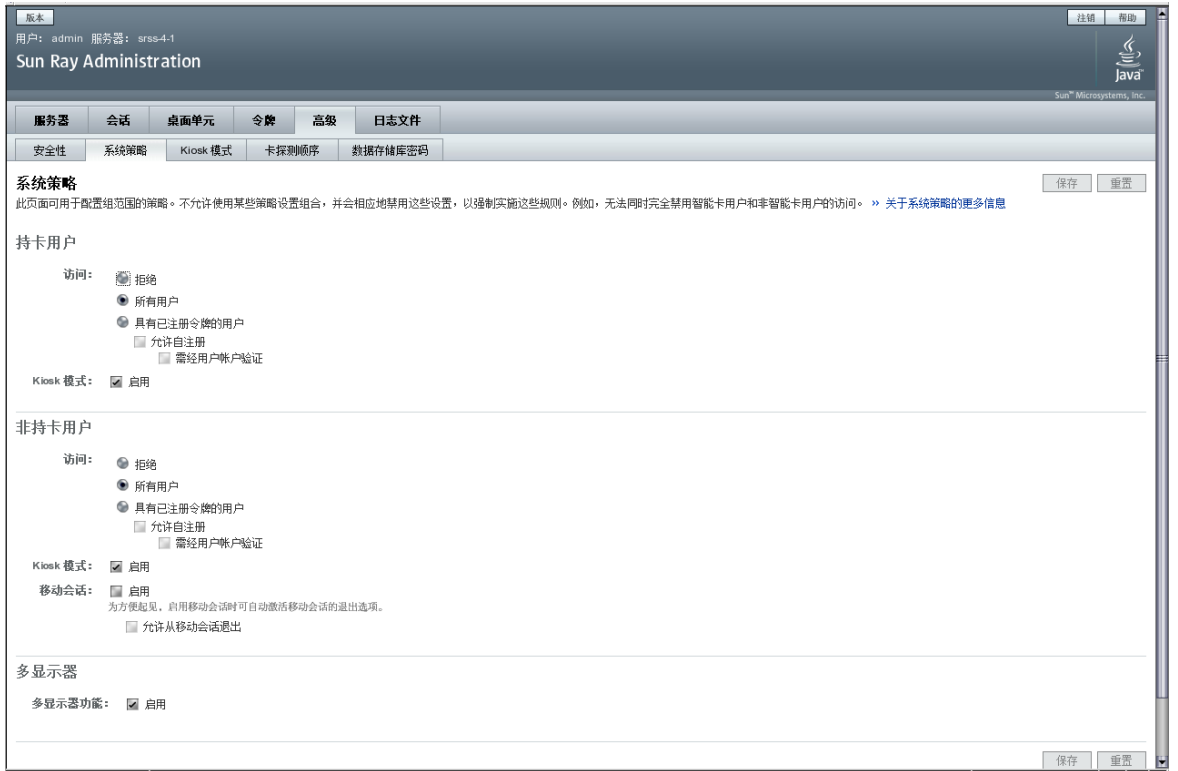 版本
注销 帮助
用户: admin 服务器: srss-4-1
Sun Ray Administration
Java™
Sun™ Microsystems, Inc.
服务器 会话 桌面单元 令牌 高级 日志文件
安全性 系统策略 Kiosk 模式 卡探测顺序 数据存储库密码
系统策略
保存 重置
此页面可用于配置组范围的策略。不允许使用某些策略设置组合，并会相应地禁用这些设置，以强制实施这些规则。例如，无法同时完全禁用智能卡用户和非智能卡用户的访问。 » 关于系统策略的更多信息
持卡用户
访问: 拒绝
所有用户
具有已注册令牌的用户
允许自注册
需经用户帐户验证
Kiosk 模式: 启用
非持卡用户
访问: 拒绝
所有用户
具有已注册令牌的用户
允许自注册
需经用户帐户验证
Kiosk 模式: 启用
移动会话: 启用
为方便起见，启用移动会话时可自动激活移动会话的退出选项。
允许从移动会话退出
多显示器
多显示器功能: 启用
保存 重置